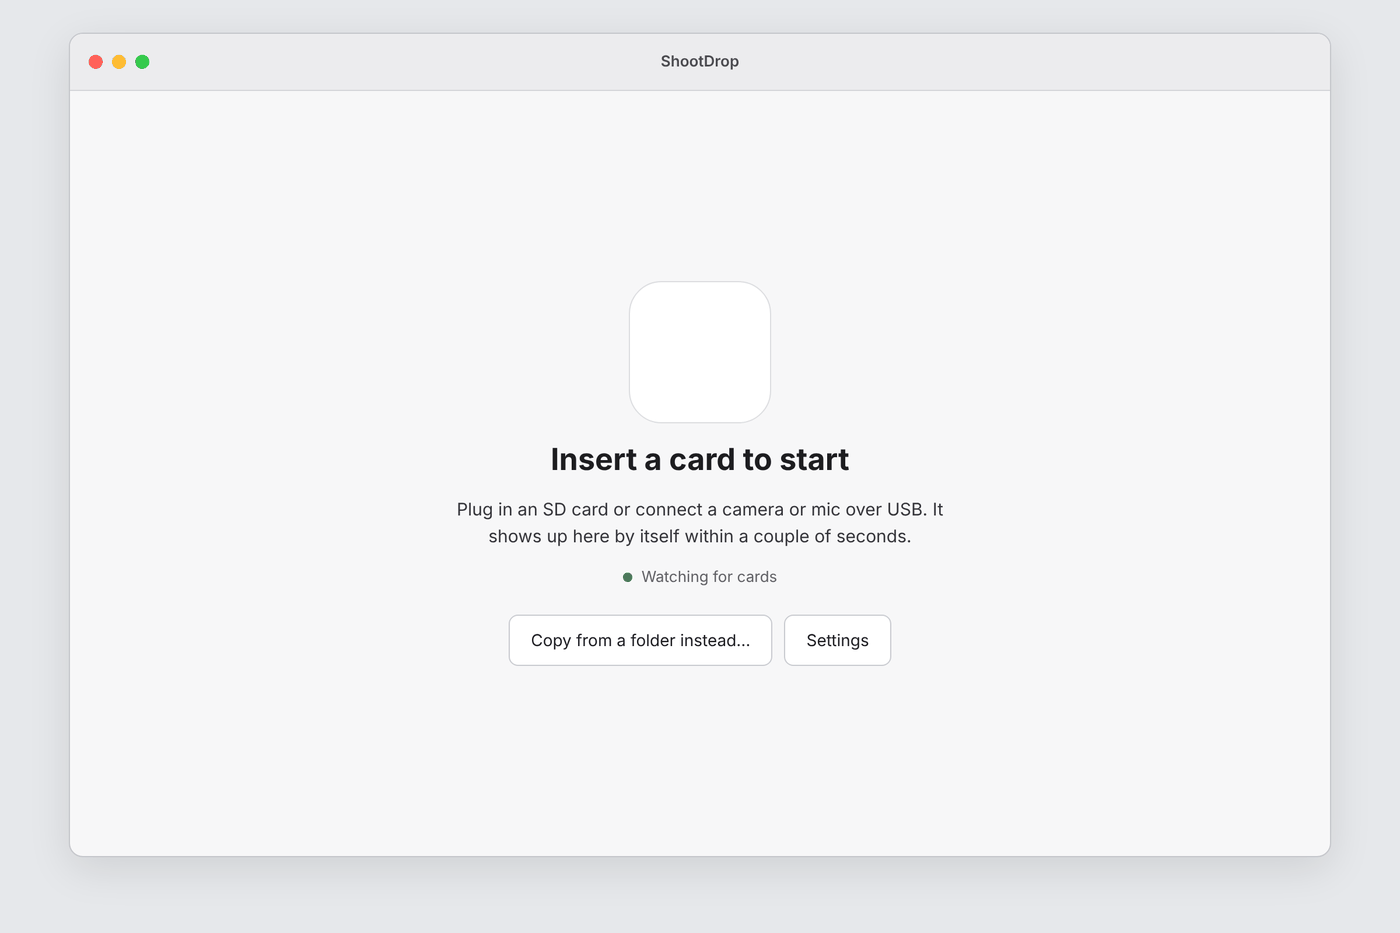 ShootDrop
Insert a card to start
Plug in an SD card or connect a camera or mic over USB. It
shows up here by itself within a couple of seconds.
Watching for cards
Copy from a folder instead...
Settings